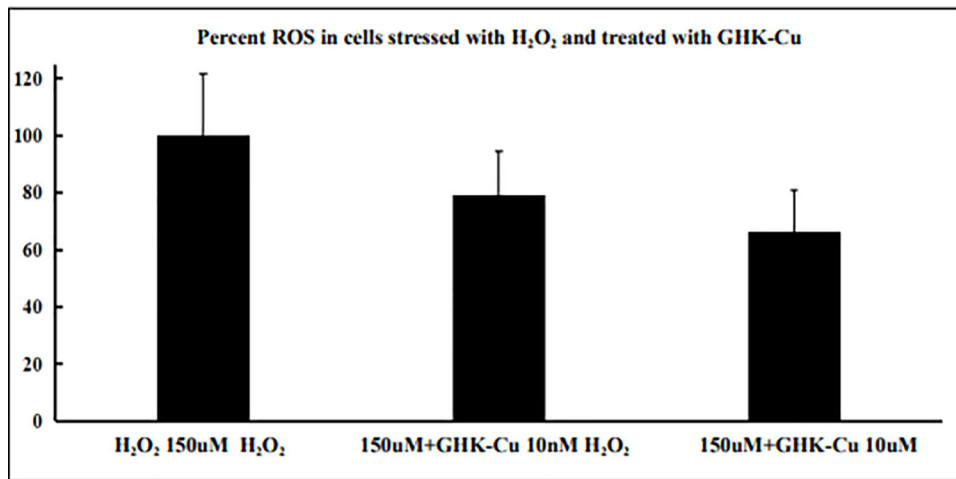 Percent ROS in cells stressed with H₂O₂ and treated with GHK-Cu
120
100
80
60
40
20
0
H₂O₂ 150uM H₂O₂
150uM+GHK-Cu 10nM H₂O₂
150uM+GHK-Cu 10uM